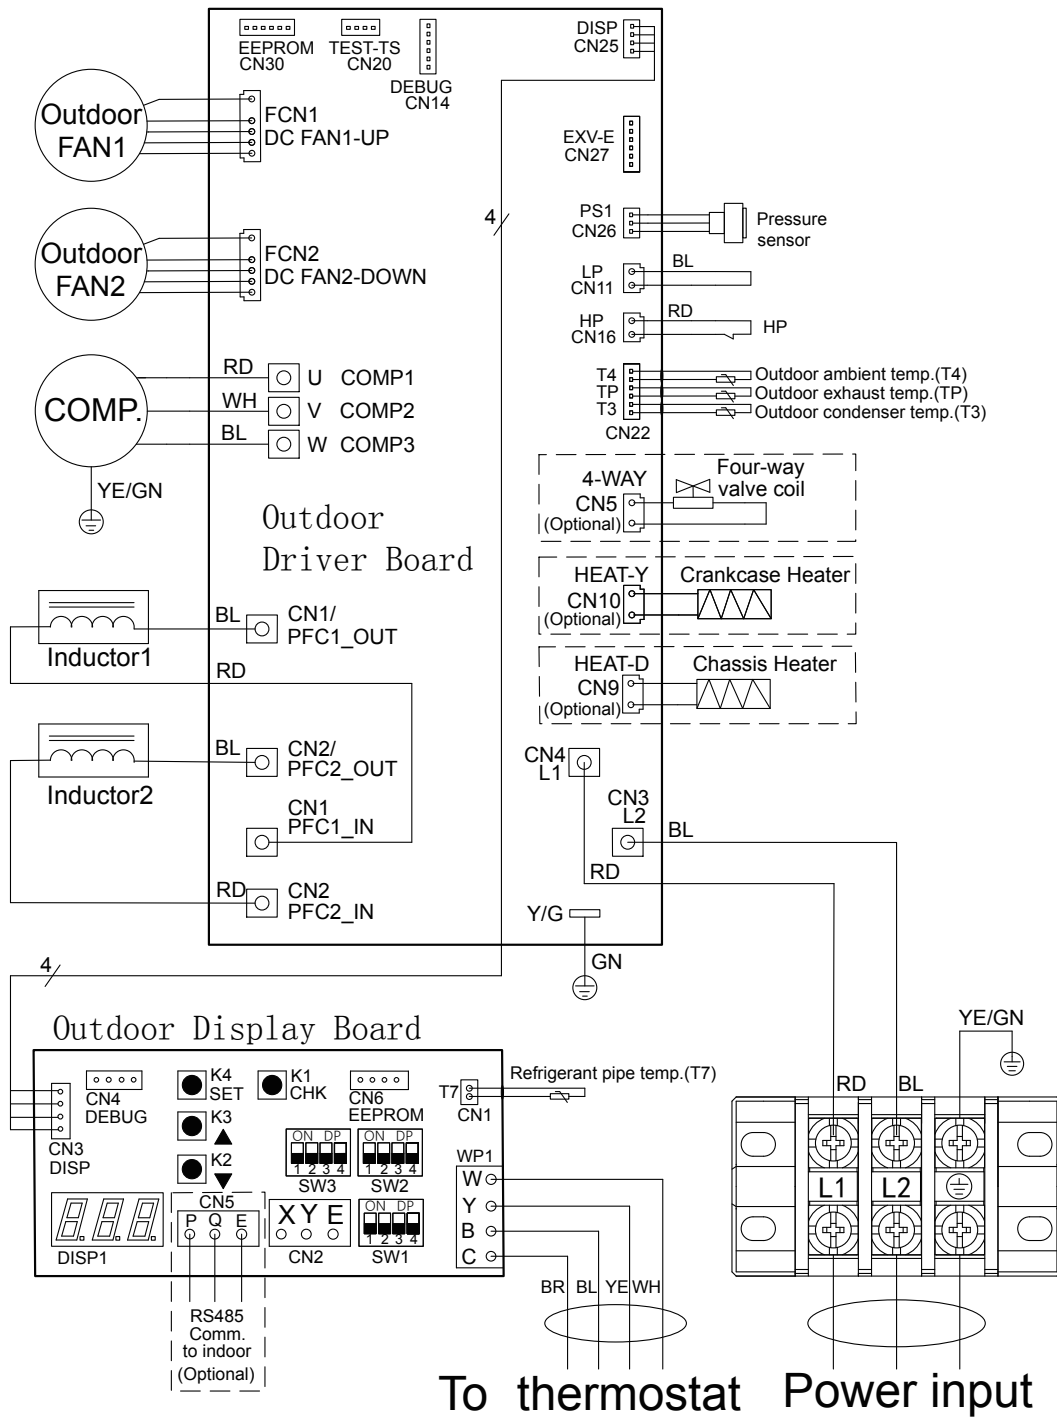 EEPROM
CN30
TEST-TS
CN20
DEBUG
CN14
DISP
CN25
Outdoor
FAN1
FCN1
DC FAN1-UP
EXV-E
CN27
4
PS1
CN26
Pressure
sensor
Outdoor
FAN2
FCN2
DC FAN2-DOWN
LP
CN11
BL
HP
CN16
RD
HP
COMP.
RD
U COMP1
WH
V COMP2
BL
W COMP3
YE/GN
T4
TP
T3
CN22
Outdoor ambient temp.(T4)
Outdoor exhaust temp.(TP)
Outdoor condenser temp.(T3)
4-WAY
CN5
(Optional)
Four-way
valve coil
Outdoor
Driver Board
HEAT-Y
CN10
(Optional)
Crankcase Heater
Inductor1
BL
CN1/
PFC1_OUT
RD
HEAT-D
CN9
(Optional)
Chassis Heater
Inductor2
BL
CN2/
PFC2_OUT
CN1
PFC1_IN
RD
CN2
PFC2_IN
CN4
L1
CN3
L2
BL
RD
Y/G
GN
4
Outdoor Display Board
CN3
DISP
CN4
DEBUG
K4
SET
K1
CHK
K3
K2
CN6
EEPROM
T7
CN1
Refrigerant pipe temp.(T7)
ON DP
1 2 3 4
SW3
ON DP
1 2 3 4
SW2
WP1
W
Y
B
C
8.8.8.
DISP1
CN5
P Q E
X Y E
CN2
ON DP
1 2 3 4
SW1
RS485
Comm.
to indoor
(Optional)
BR BL YE WH
To thermostat
YE/GN
RD BL
L1 L2
Power input